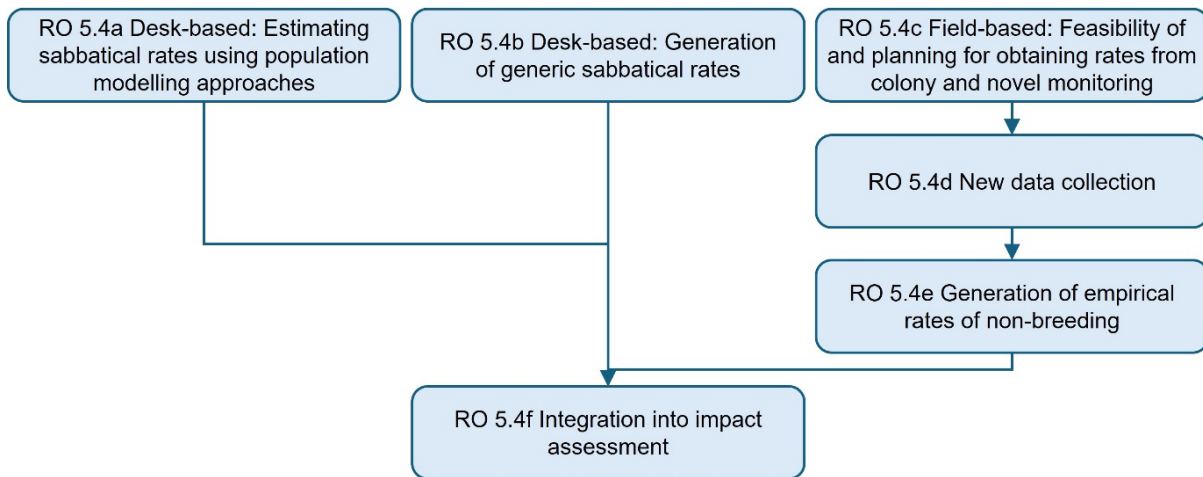 RO 5.4a Desk-based: Estimating
sabbatical rates using population
modelling approaches
RO 5.4b Desk-based: Generation
of generic sabbatical rates
RO 5.4c Field-based: Feasibility of
and planning for obtaining rates from
colony and novel monitoring
RO 5.4d New data collection
RO 5.4e Generation of empirical
rates of non-breeding
RO 5.4f Integration into impact
assessment